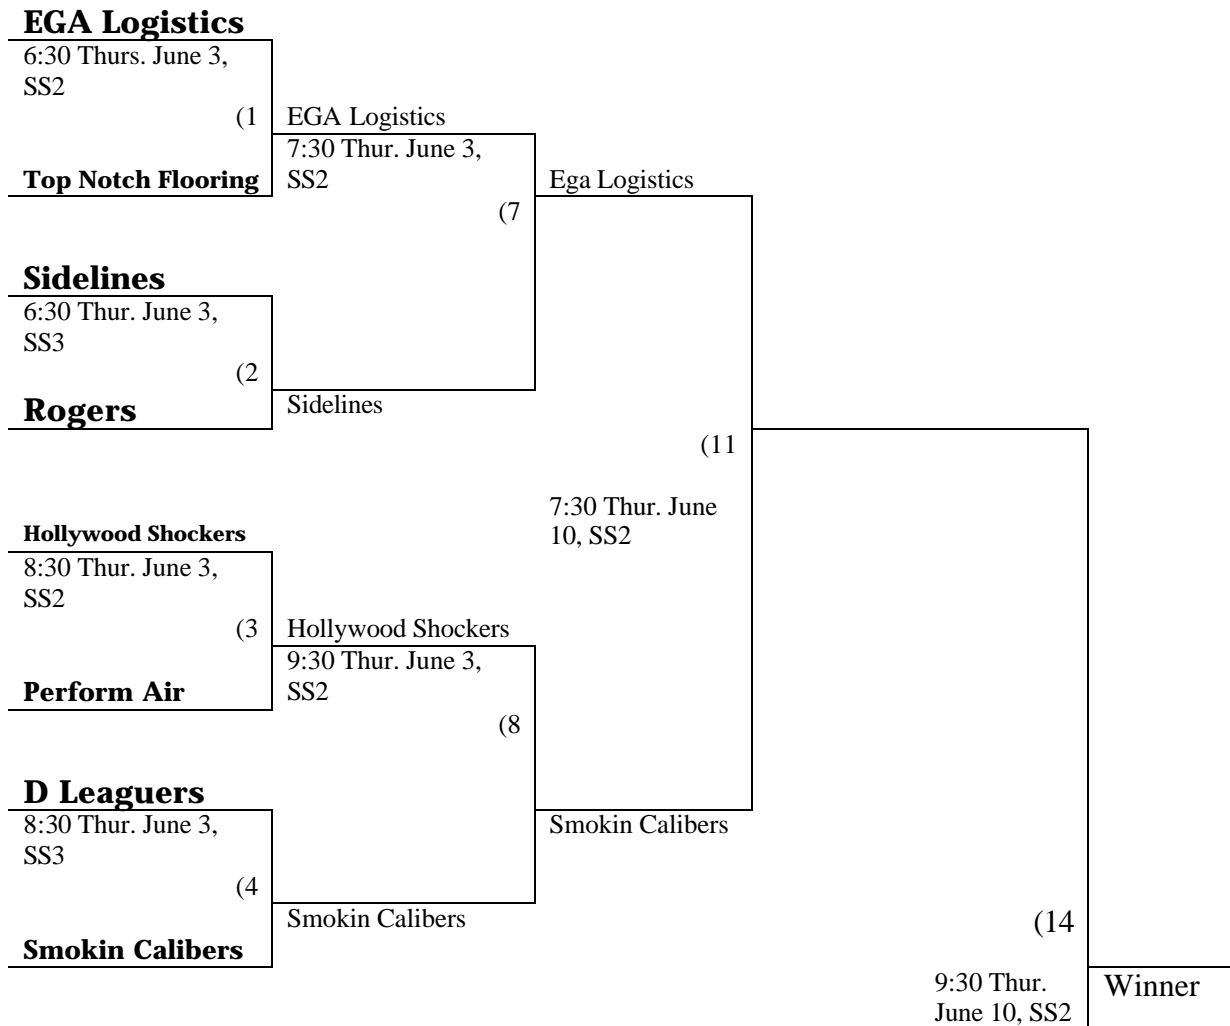 EGA Logistics
6:30 Thurs. June 3,
SS2
(1
EGA Logistics
7:30 Thur. June 3,
SS2
Top Notch Flooring
Ega Logistics
(7
Sidelines
6:30 Thur. June 3,
SS3
(2
Sidelines
Rogers
(11
7:30 Thur. June
10, SS2
Hollywood Shockers
8:30 Thur. June 3,
SS2
(3
Hollywood Shockers
9:30 Thur. June 3,
SS2
Perform Air
(8
D Leaguers
8:30 Thur. June 3,
SS3
Smokin Calibers
(4
Smokin Calibers
Smokin Calibers
(14
9:30 Thur.
June 10, SS2
Winner